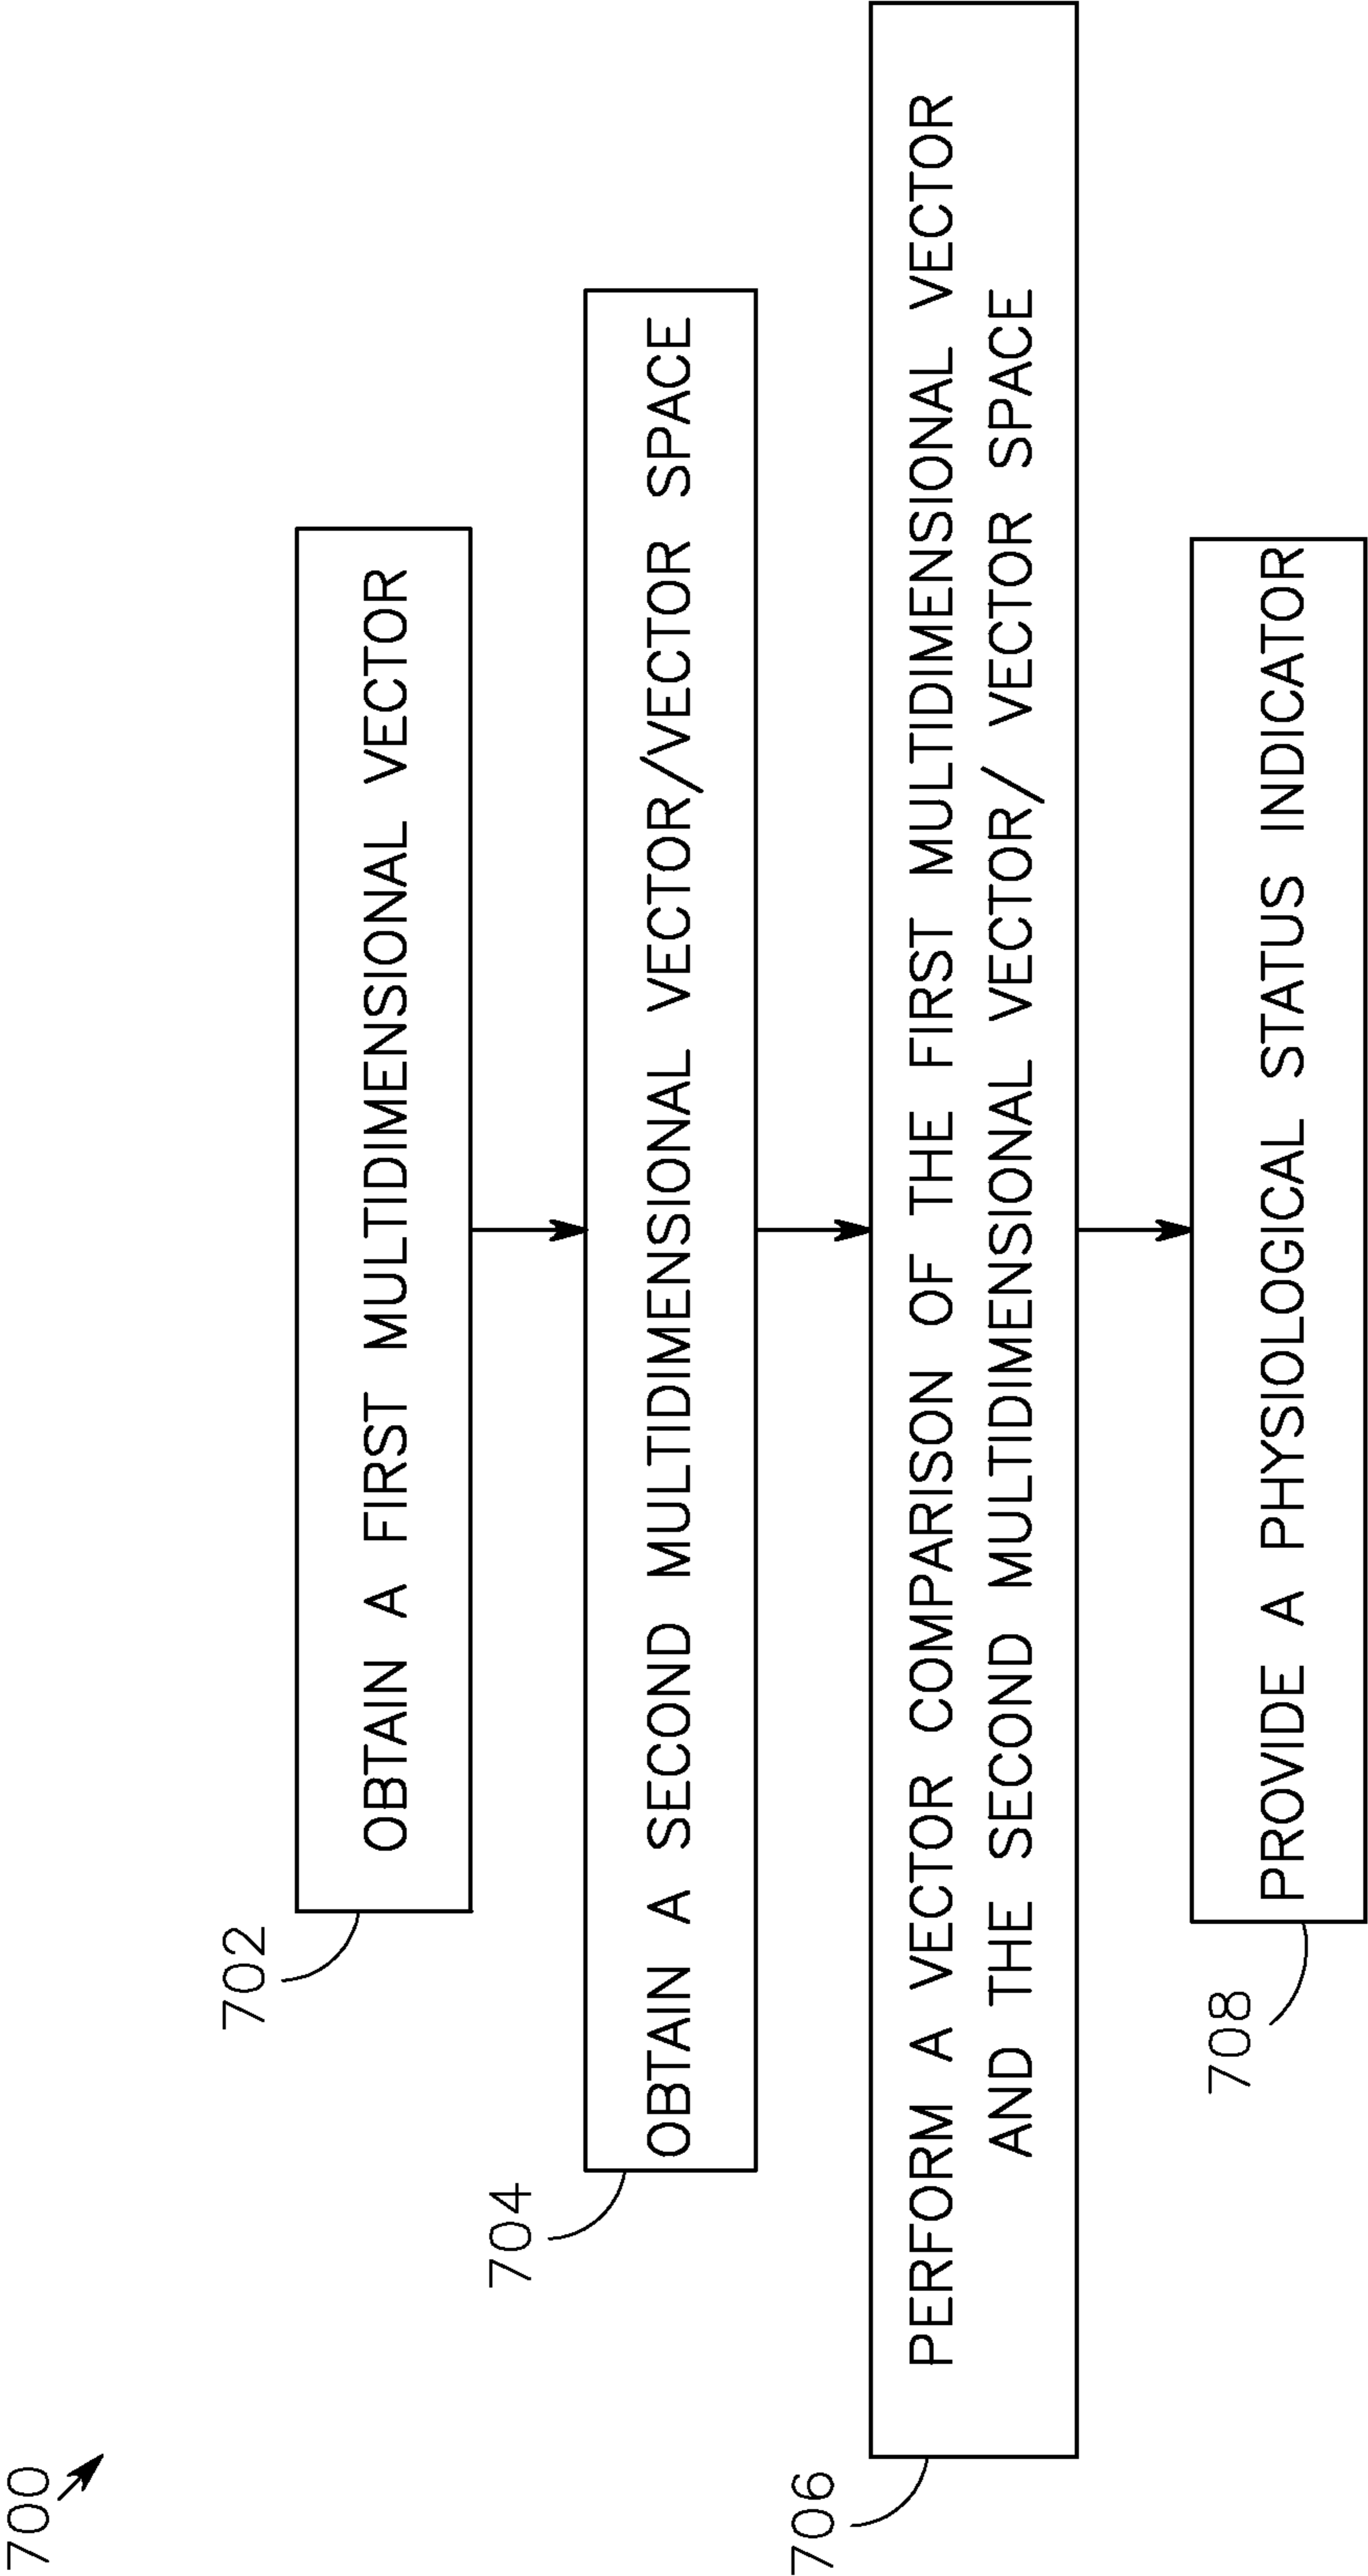 700
702
OBTAIN A FIRST MULTIDIMENSIONAL VECTOR
704
OBTAIN A SECOND MULTIDIMENSIONAL VECTOR/VECTOR SPACE
706
PERFORM A VECTOR COMPARISON OF THE FIRST MULTIDIMENSIONAL VECTOR
AND THE SECOND MULTIDIMENSIONAL VECTOR/ VECTOR SPACE
708
PROVIDE A PHYSIOLOGICAL STATUS INDICATOR